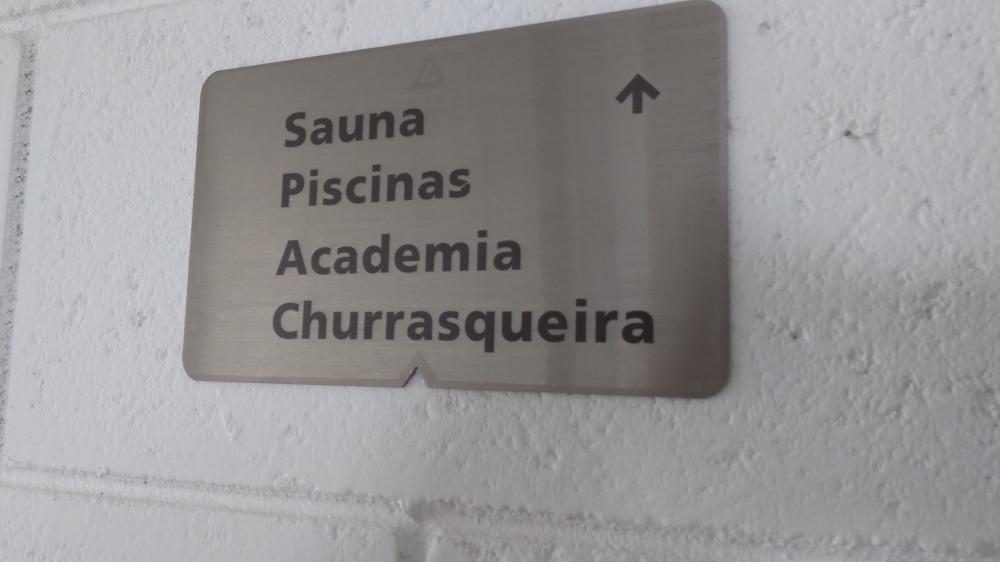 Sauna
Piscinas
Academia
Churrasqueira